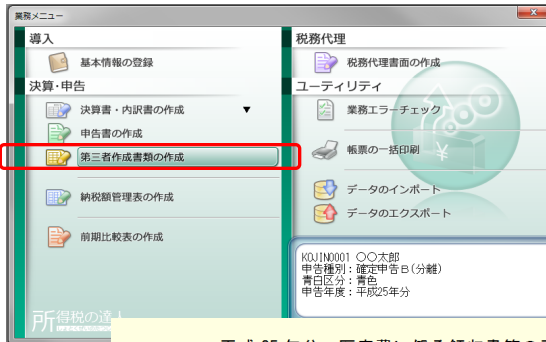 業務メニュー
導入
基本情報の登録
決算・申告
決算書・内訳書の作成 ▼
申告書の作成
第三者作成書類の作成
納税額管理表の作成
前期比較表の作成
所得税の達
税務代理
税務代理書面の作成
ユーティリティ
業務エラーチェック
帳票の一括印刷
データのインポート
データのエクスポート
KOJIN0001 〇〇太郎
申告種別：確定申告B(分離)
青白区分：青色
申告年度：平成25年分